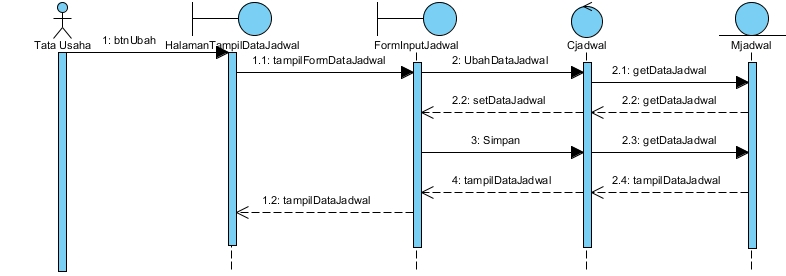 Tata Usaha
HalamanTampilDataJadwal
FormInputJadwal
Cjadwal
Mjadwal
1: btnUbah
1.1: tampilFormDataJadwal
2: UbahDataJadwal
2.1: getDataJadwal
2.2: setDataJadwal
2.2: getDataJadwal
3: Simpan
2.3: getDataJadwal
4: tampilDataJadwal
2.4: tampilDataJadwal
1.2: tampilDataJadwal